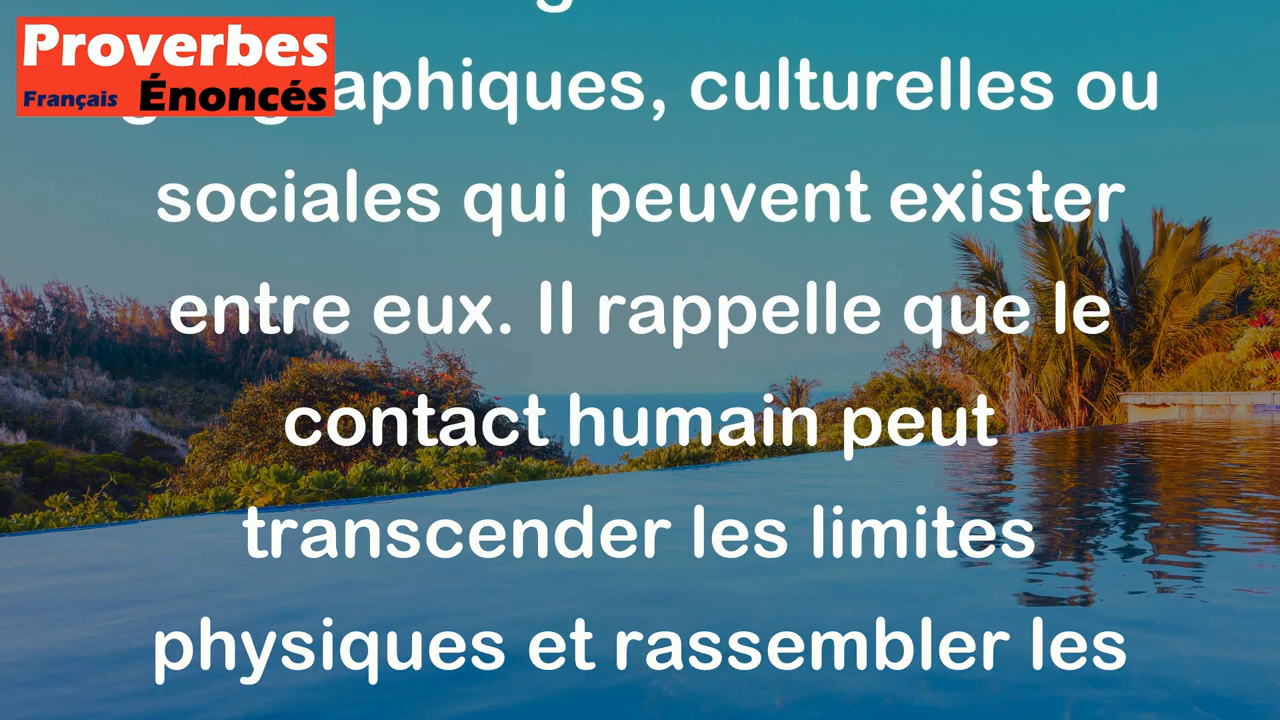 Proverbes
Français Énoncés
aphiques, culturelles ou
sociales qui peuvent exister
entre eux. Il rappelle que le
contact humain peut
transcender les limites
physiques et rassembler les